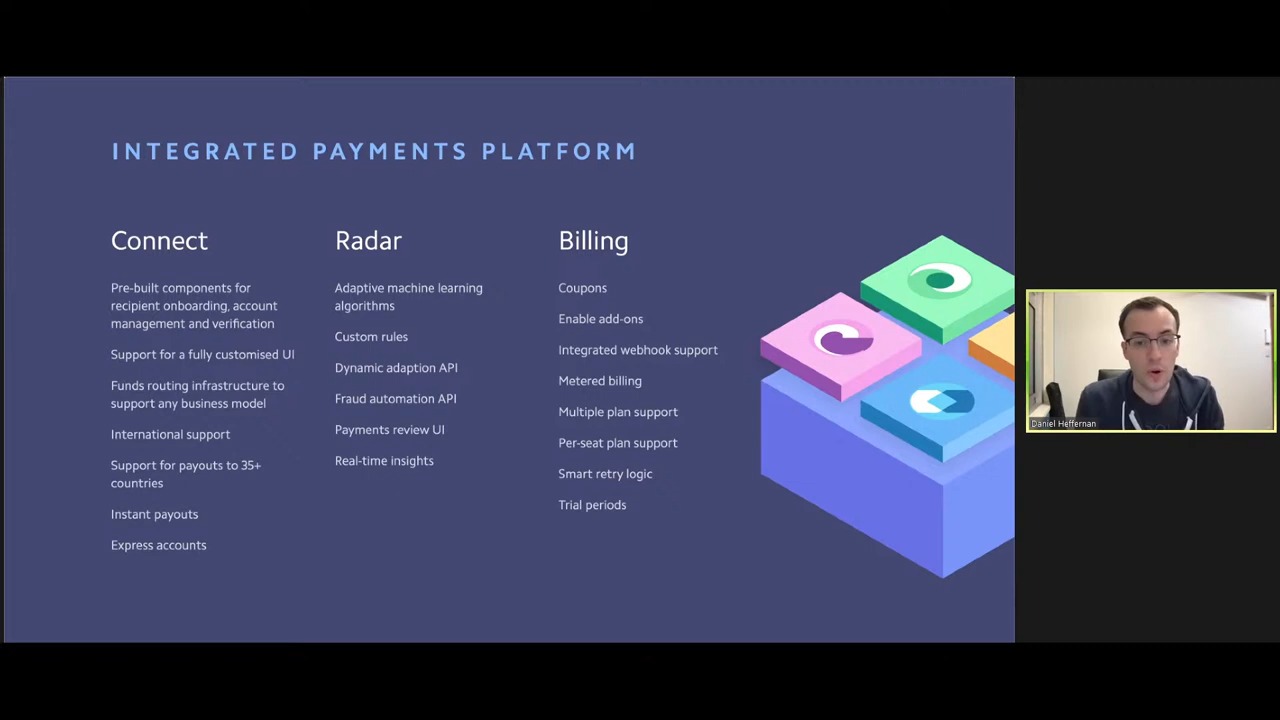 INTEGRATED PAYMENTS PLATFORM
Connect
Pre-built components for
recipient onboarding, account
management and verification
Support for a fully customised UI
Funds routing infrastructure to
support any business model
International support
Support for payouts to 35+
countries
Instant payouts
Express accounts
Radar
Adaptive machine learning
algorithms
Custom rules
Dynamic adaption API
Fraud automation API
Payments review UI
Real-time insights
Billing
Coupons
Enable add-ons
Integrated webhook support
Metered billing
Multiple plan support
Per-seat plan support
Smart retry logic
Trial periods
Daniel Heffernan